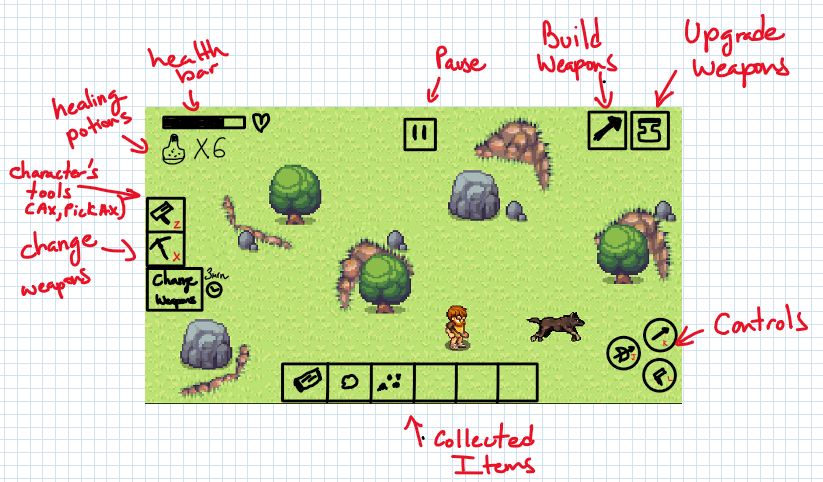 health
bar
Pause
Build
Weapons
Upgrade
Weapons
healing
potions
X6
Character's
tools
(Ax, PickAx)
Z
X
change
weapons
Change
Weapons
3min
Controls
K
J
L
Collected
Items